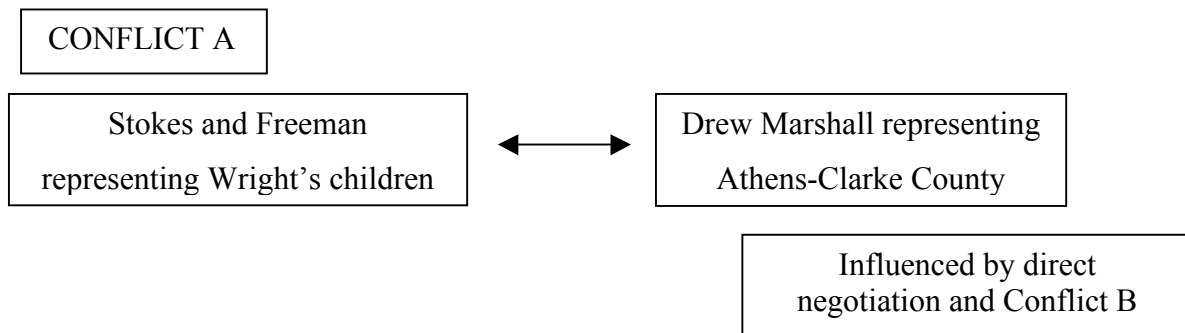 CONFLICT A
Stokes and Freeman
representing Wright’s children
Drew Marshall representing
Athens-Clarke County
Influenced by direct
negotiation and Conflict B